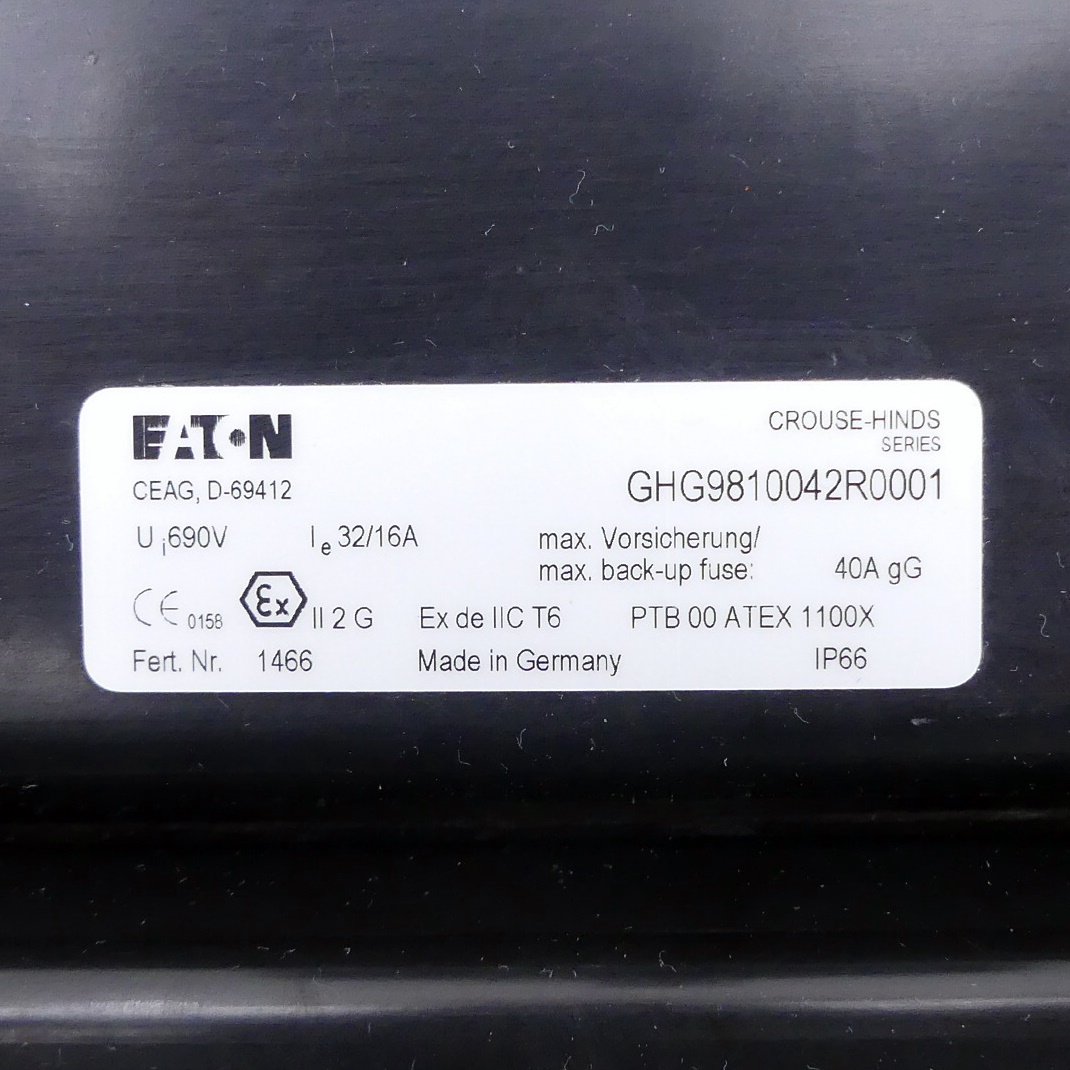 EATON
CROUSE-HINDS
SERIES
CEAG, D-69412
GHG9810042R0001
Ui 690V Ie 32/16A
max. Vorsicherung/
max. back-up fuse: 40A gG
CE 0158 Ex II 2 G Ex de IIC T6 PTB 00 ATEX 1100X
Fert. Nr. 1466 Made in Germany IP66